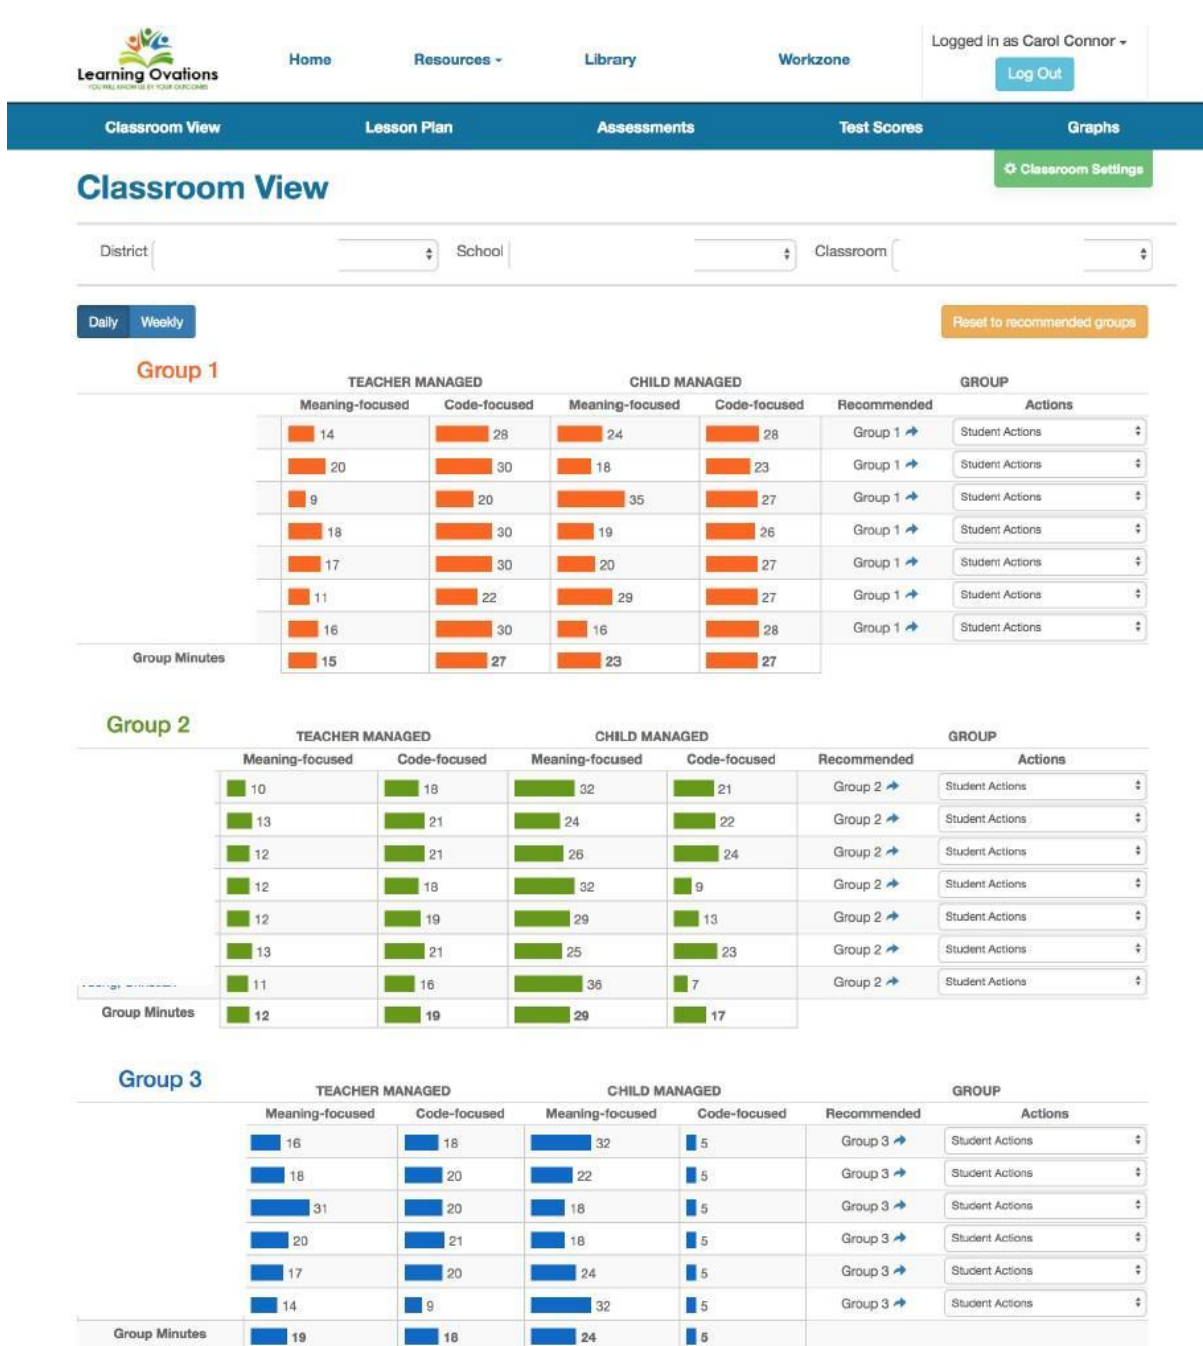 Learning Ovations
YOU WILL KNOW US BY YOUR OUTCOMES
Home Resources Library Workzone
Logged in as Carol Connor
Log Out
Classroom View Lesson Plan Assessments Test Scores Graphs
Classroom Settings
Classroom View
District School Classroom
Daily Weekly
Reset to recommended groups
Group 1
TEACHER MANAGED CHILD MANAGED GROUP
Meaning-focused Code-focused Meaning-focused Code-focused Recommended Actions
14 28 24 28 Group 1 Student Actions
20 30 18 23 Group 1 Student Actions
9 20 35 27 Group 1 Student Actions
18 30 19 26 Group 1 Student Actions
17 30 20 27 Group 1 Student Actions
11 22 29 27 Group 1 Student Actions
16 30 16 28 Group 1 Student Actions
Group Minutes 15 27 23 27
Group 2
TEACHER MANAGED CHILD MANAGED GROUP
Meaning-focused Code-focused Meaning-focused Code-focused Recommended Actions
10 18 32 21 Group 2 Student Actions
13 21 24 22 Group 2 Student Actions
12 21 26 24 Group 2 Student Actions
12 18 32 9 Group 2 Student Actions
12 19 29 13 Group 2 Student Actions
13 21 25 23 Group 2 Student Actions
11 16 36 7 Group 2 Student Actions
Group Minutes 12 19 29 17
Group 3
TEACHER MANAGED CHILD MANAGED GROUP
Meaning-focused Code-focused Meaning-focused Code-focused Recommended Actions
16 18 32 5 Group 3 Student Actions
18 20 22 5 Group 3 Student Actions
31 20 18 5 Group 3 Student Actions
20 21 18 5 Group 3 Student Actions
17 20 24 5 Group 3 Student Actions
14 9 32 5 Group 3 Student Actions
Group Minutes 19 18 24 5